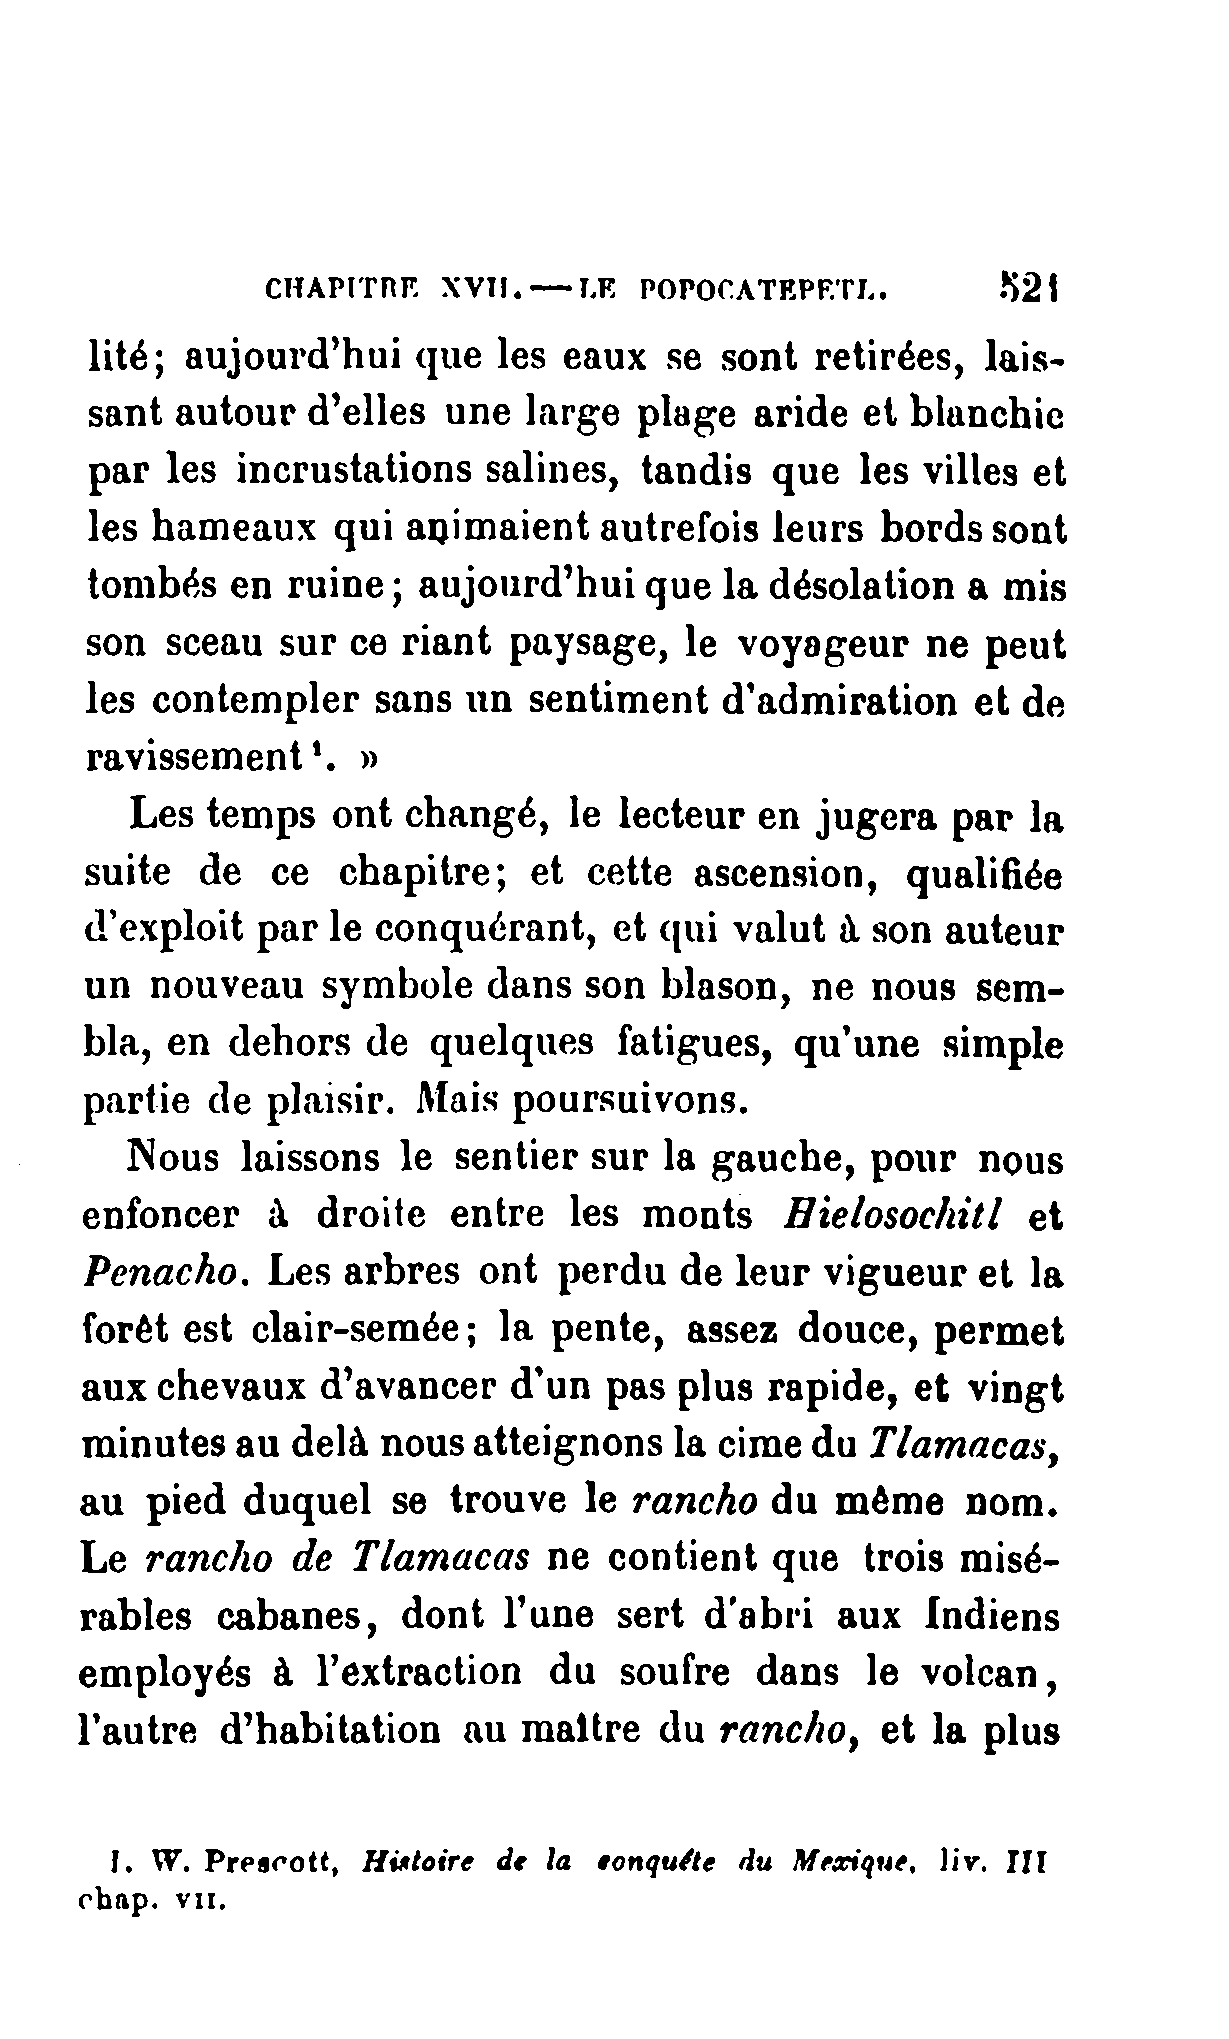 CHAPITRE XVII. — LE POPOCATEPETL. 521
lité; aujourd'hui que les eaux se sont retirées, lais-
sant autour d'elles une large plage aride et blanchie
par les incrustations salines, tandis que les villes et
les hameaux qui animaient autrefois leurs bords sont
tombés en ruine; aujourd'hui que la désolation a mis
son sceau sur ce riant paysage, le voyageur ne peut
les contempler sans un sentiment d'admiration et de
ravissement¹. »
Les temps ont changé, le lecteur en jugera par la
suite de ce chapitre; et cette ascension, qualifiée
d'exploit par le conquérant, et qui valut à son auteur
un nouveau symbole dans son blason, ne nous sem-
bla, en dehors de quelques fatigues, qu'une simple
partie de plaisir. Mais poursuivons.
Nous laissons le sentier sur la gauche, pour nous
enfoncer à droite entre les monts Hielosochitl et
Penacho. Les arbres ont perdu de leur vigueur et la
forêt est clair-semée; la pente, assez douce, permet
aux chevaux d'avancer d'un pas plus rapide, et vingt
minutes au delà nous atteignons la cime du Tlamacas,
au pied duquel se trouve le rancho du même nom.
Le rancho de Tlamacas ne contient que trois misé-
rables cabanes, dont l'une sert d'abri aux Indiens
employés à l'extraction du soufre dans le volcan,
l'autre d'habitation au maître du rancho, et la plus
1. W. Prescott, Histoire de la conquête du Mexique, liv. III
chap. VII.